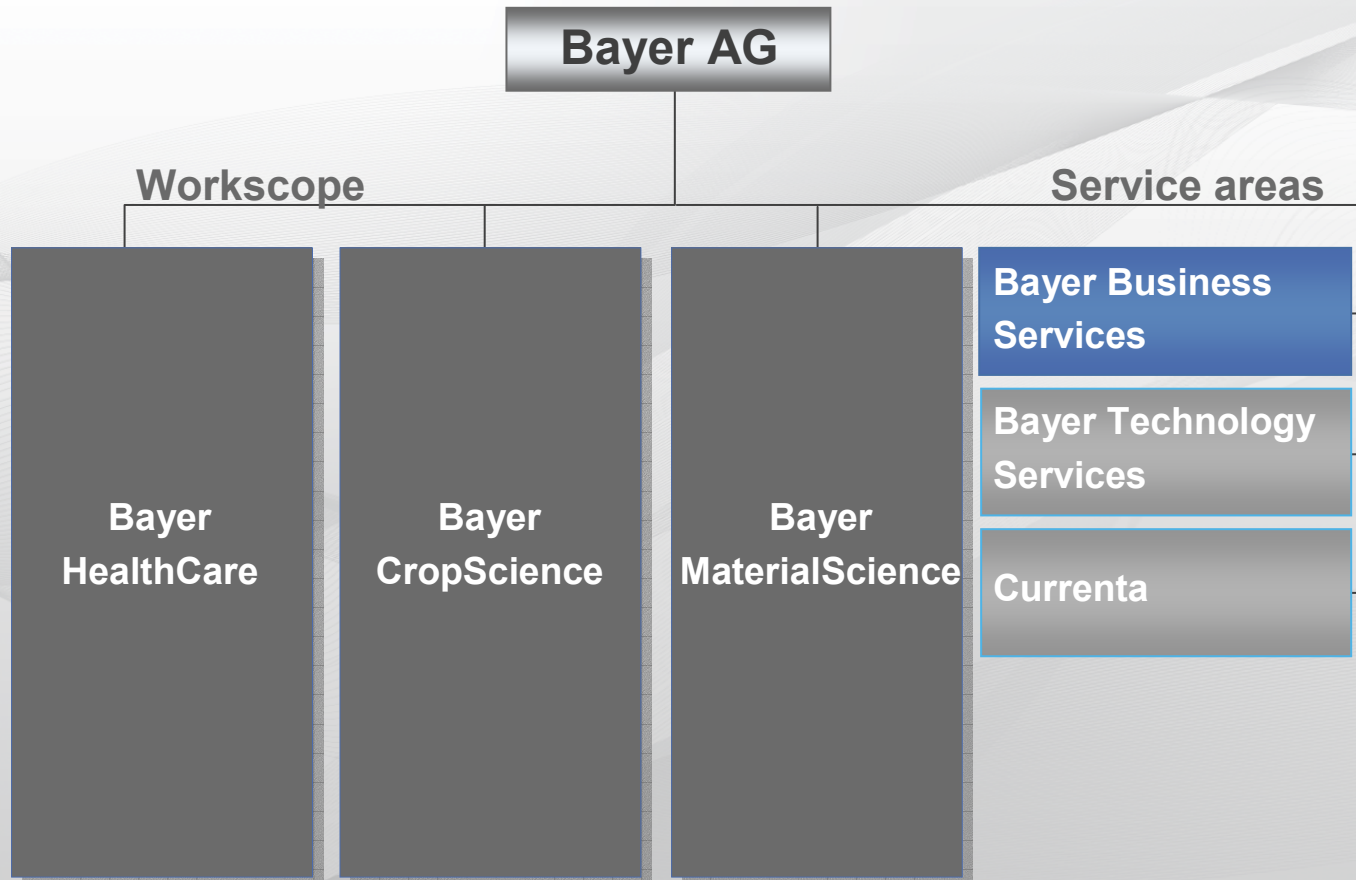 Bayer AG
Workscope
Service areas
Bayer
HealthCare
Bayer
CropScience
Bayer
MaterialScience
Bayer Business
Services
Bayer Technology
Services
Currenta